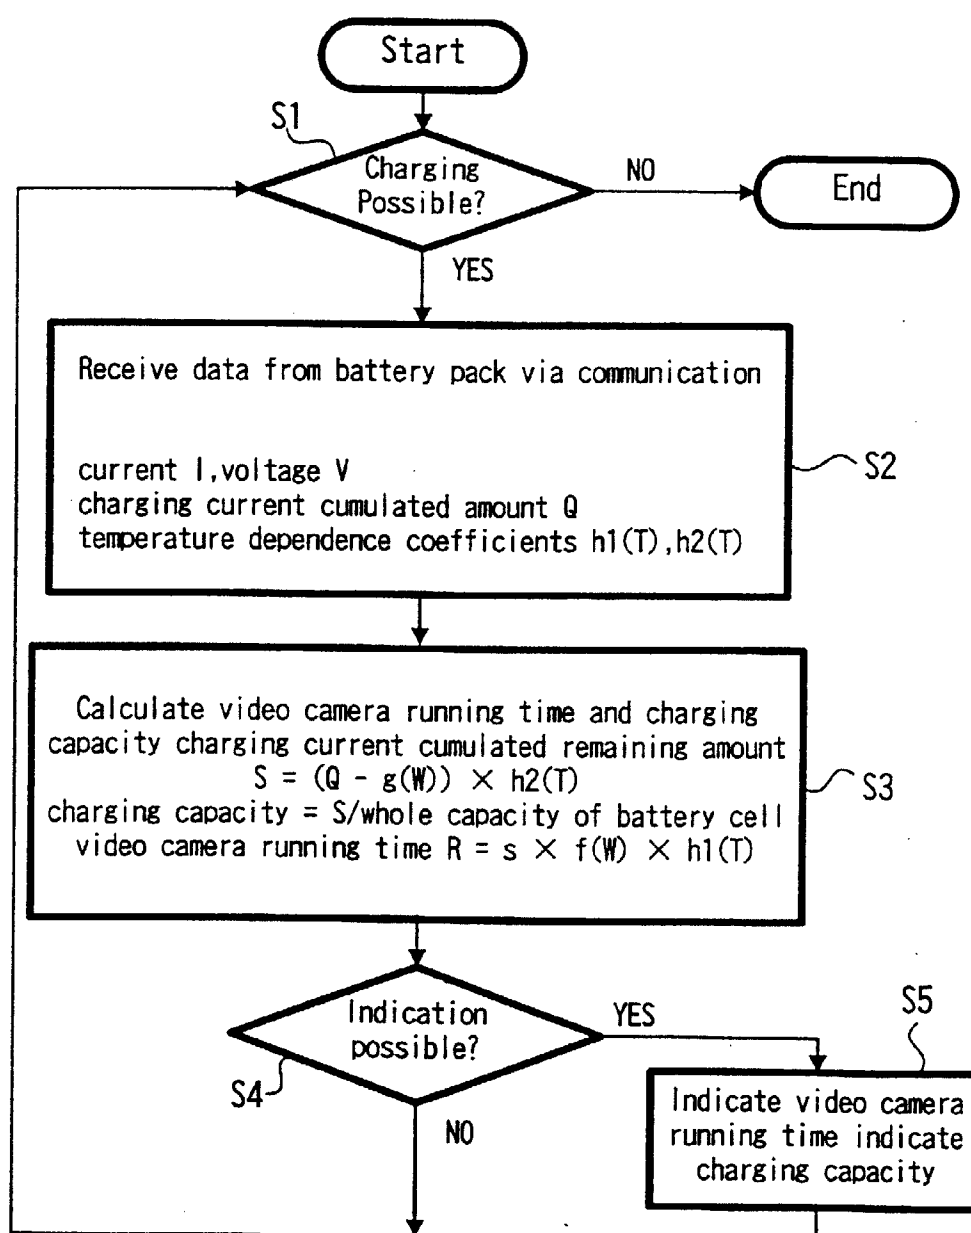 Start
S1
Charging
Possible?
NO
End
YES
Receive data from battery pack via communication
current I,voltage V
charging current cumulated amount Q
temperature dependence coefficients h1(T),h2(T)
S2
Calculate video camera running time and charging
capacity charging current cumulated remaining amount
S = (Q - g(W)) × h2(T)
charging capacity = S/whole capacity of battery cell
video camera running time R = s × f(W) × h1(T)
S3
Indication
possible?
YES
S4
NO
S5
Indicate video camera
running time indicate
charging capacity